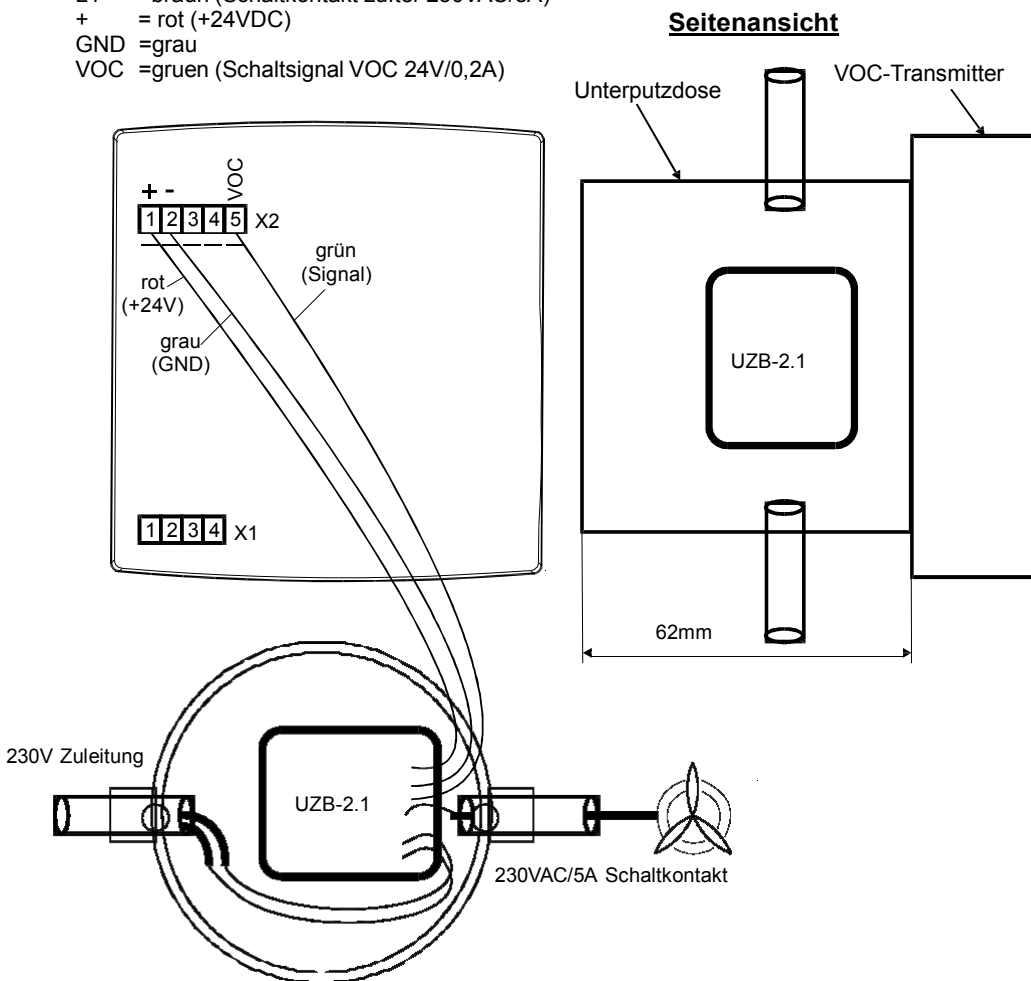 + = rot (+24VDC)
GND =grau
VOC =gruen (Schaltsignal VOC 24V/0,2A)
Seitenansicht
Unterputzdose
VOC-Transmitter
+ -
VOC
1 2 3 4 5 X2
rot
(+24V)
grün
(Signal)
grau
(GND)
UZB-2.1
1 2 3 4 X1
62mm
230V Zuleitung
UZB-2.1
230VAC/5A Schaltkontakt